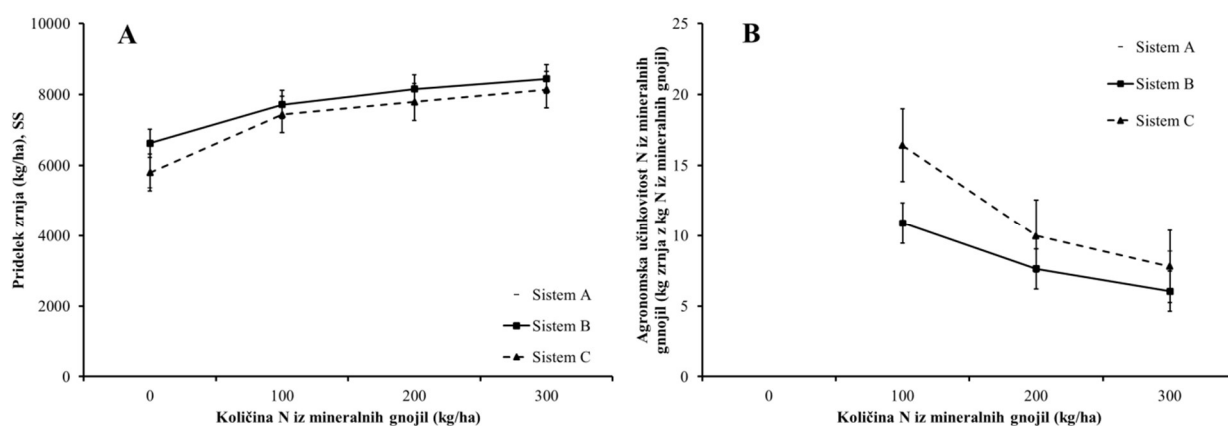 A
Pridelek zrnja (kg/ha), SS
10000
8000
6000
4000
2000
0
0
100
200
300
Količina N iz mineralnih gnojil (kg/ha)
Sistem A
Sistem B
Sistem C
B
Agronomska učinkovitost N iz mineralnih
gnnojil (kg zrnja z kg N iz mineralnih gnojil)
25
20
15
10
5
0
0
100
200
300
Količina N iz mineralnih gnojil (kg/ha)
Sistem A
Sistem B
Sistem C